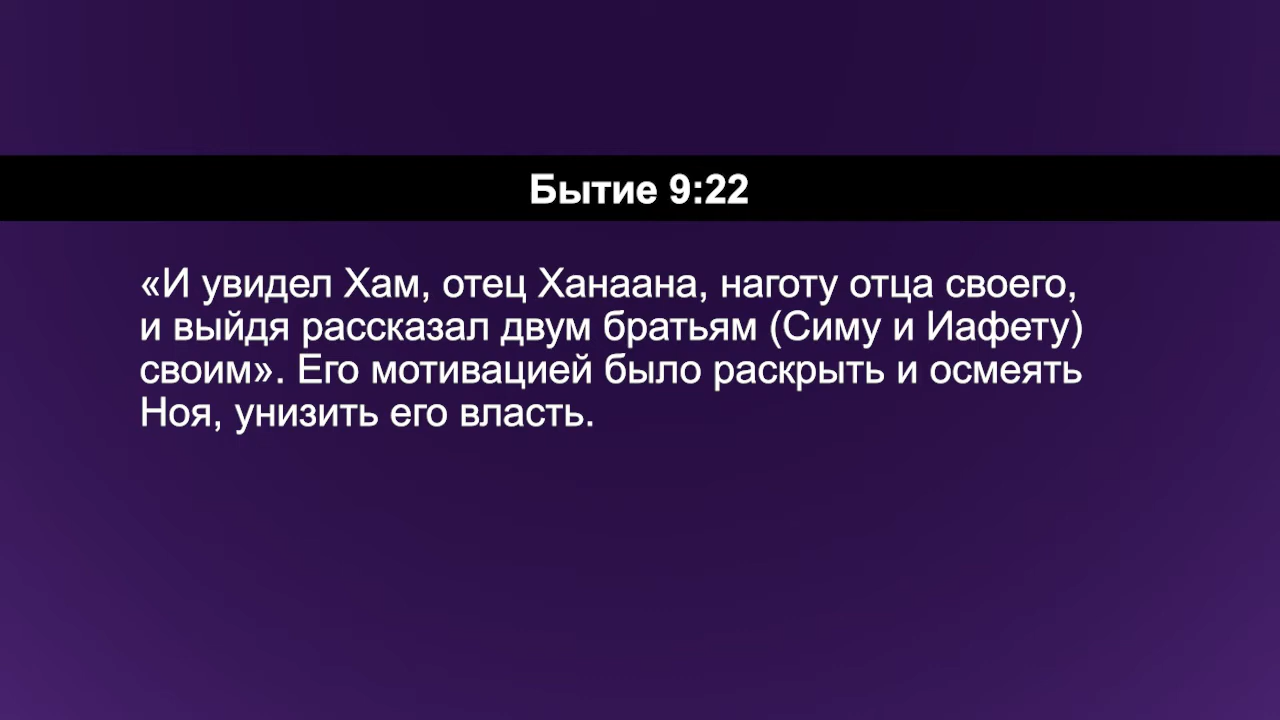 Бытие 9:22
«И увидел Хам, отец Ханаана, наготу отца своего,
и выйдя рассказал двум братьям (Симу и Иафету)
своим». Его мотивацией было раскрыть и осмеять
Ноя, унизить его власть.